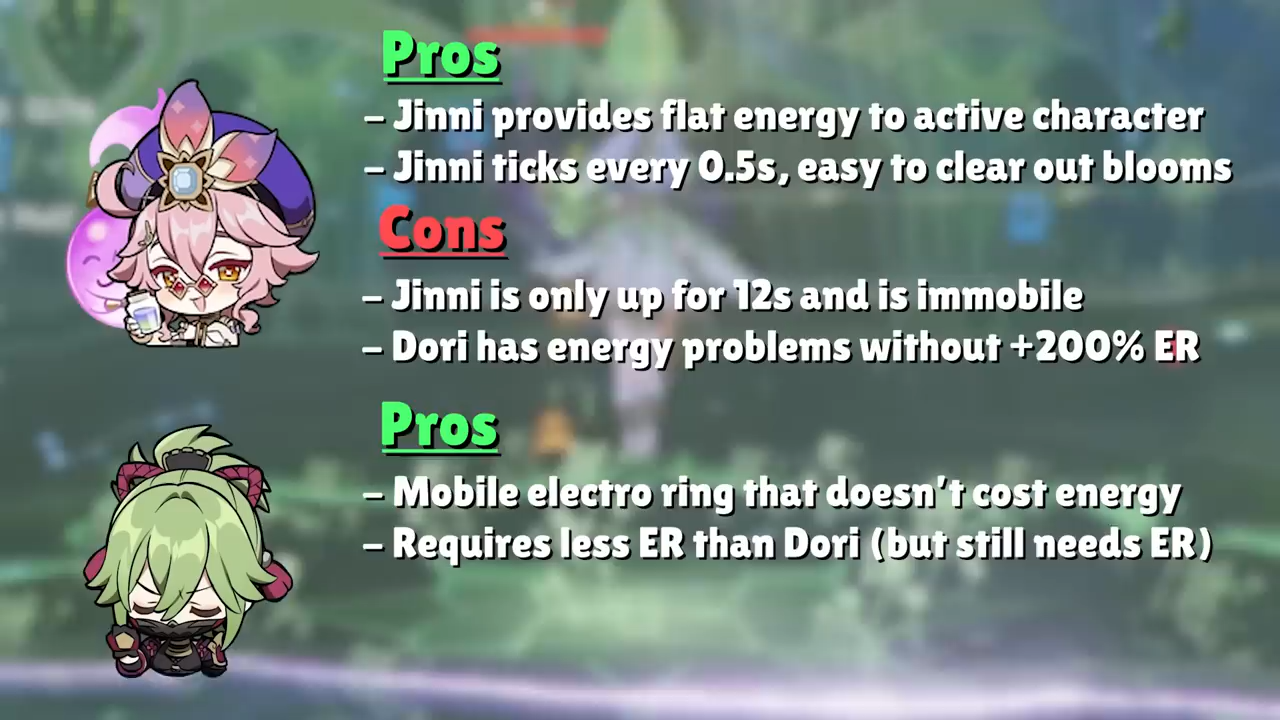 Pros
- Jinni provides flat energy to active character
- Jinni ticks every 0.5s, easy to clear out blooms
Cons
- Jinni is only up for 12s and is immobile
- Dori has energy problems without +200% ER
Pros
- Mobile electro ring that doesn't cost energy
- Requires less ER than Dori (but still needs ER)